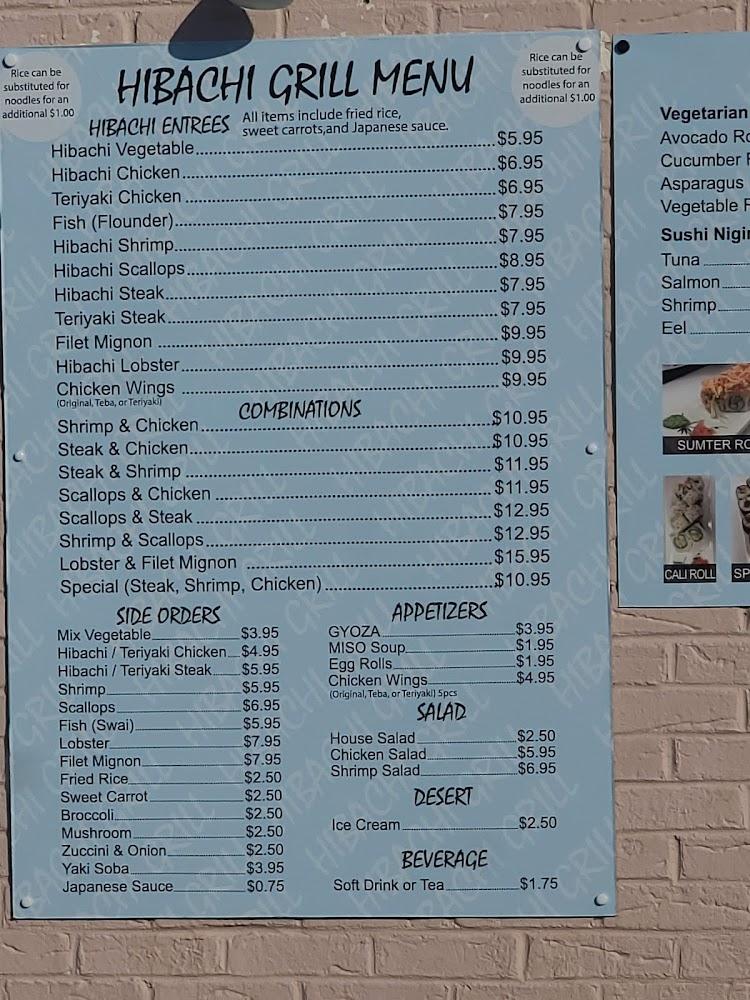 Rice can be
substituted for
noodles for an
additional $1.00
HIBACHI GRILL MENU
Rice can be
substituted for
noodles for an
additional $1.00
HIBACHI ENTREES
All items include fried rice,
sweet carrots,and Japanese sauce.
Hibachi Vegetable $5.95
Hibachi Chicken $6.95
Teriyaki Chicken $6.95
Fish (Flounder) $7.95
Hibachi Shrimp $7.95
Hibachi Scallops $8.95
Hibachi Steak $7.95
Teriyaki Steak $7.95
Filet Mignon $9.95
Hibachi Lobster $9.95
Chicken Wings $9.95
(Original, Teba, or Teriyaki)
COMBINATIONS
Shrimp & Chicken $10.95
Steak & Chicken $10.95
Steak & Shrimp $11.95
Scallops & Chicken $11.95
Scallops & Steak $12.95
Shrimp & Scallops $12.95
Lobster & Filet Mignon $15.95
Special (Steak, Shrimp, Chicken) $10.95
SIDE ORDERS
Mix Vegetable $3.95
Hibachi / Teriyaki Chicken $4.95
Hibachi / Teriyaki Steak $5.95
Shrimp $5.95
Scallops $6.95
Fish (Swai) $5.95
Lobster $7.95
Filet Mignon $7.95
Fried Rice $2.50
Sweet Carrot $2.50
Broccoli $2.50
Mushroom $2.50
Zuccini & Onion $2.50
Yaki Soba $3.95
Japanese Sauce $0.75
APPETIZERS
GYOZA $3.95
MISO Soup $1.95
Egg Rolls $1.95
Chicken Wings $4.95
(Original, Teba, or Teriyaki) 5pcs
SALAD
House Salad $2.50
Chicken Salad $5.95
Shrimp Salad $6.95
DESERT
Ice Cream $2.50
BEVERAGE
Soft Drink or Tea $1.75
Vegetarian
Avocado Ro
Cucumber
Asparagus
Vegetable
Sushi Nigir
Tuna
Salmon
Shrimp
Eel
SUMTER RO
CALI ROLL
SP